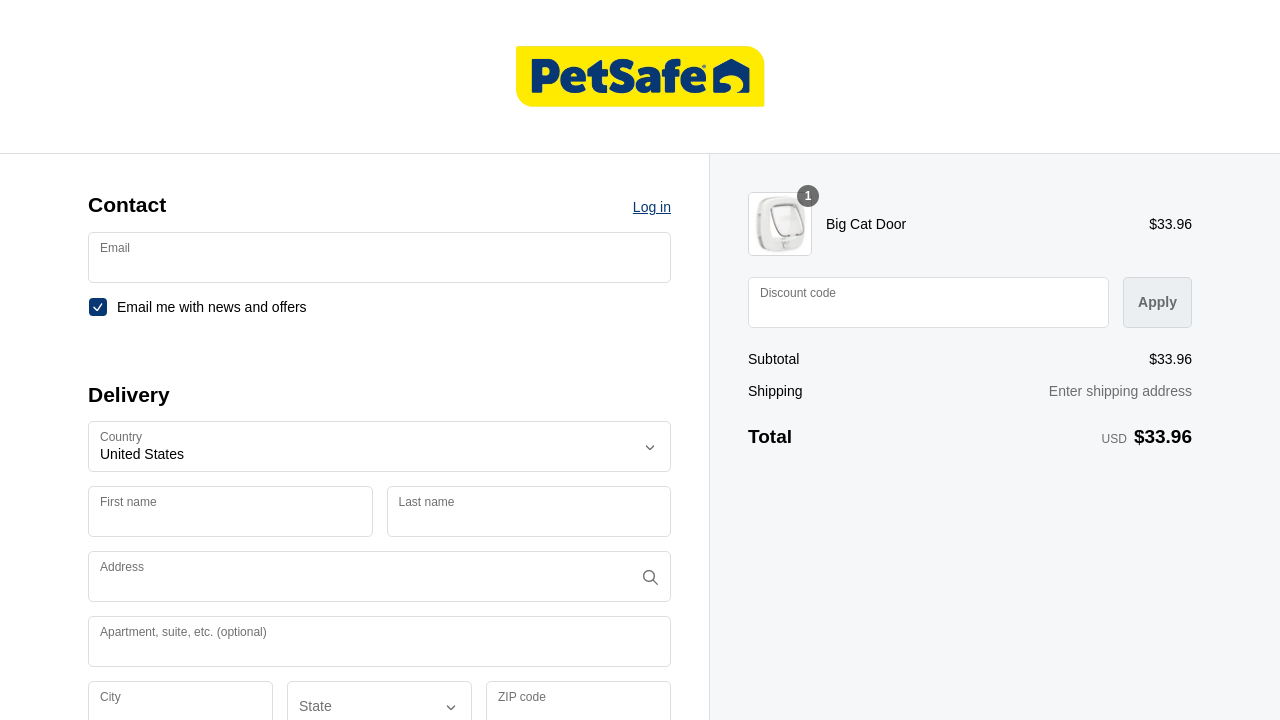 PetSafe
Contact
Log in
Email
Email me with news and offers
Delivery
Country
United States
First name
Last name
Address
Apartment, suite, etc. (optional)
City
State
ZIP code
1
Big Cat Door
$33.96
Discount code
Apply
Subtotal
$33.96
Shipping
Enter shipping address
Total
USD $33.96